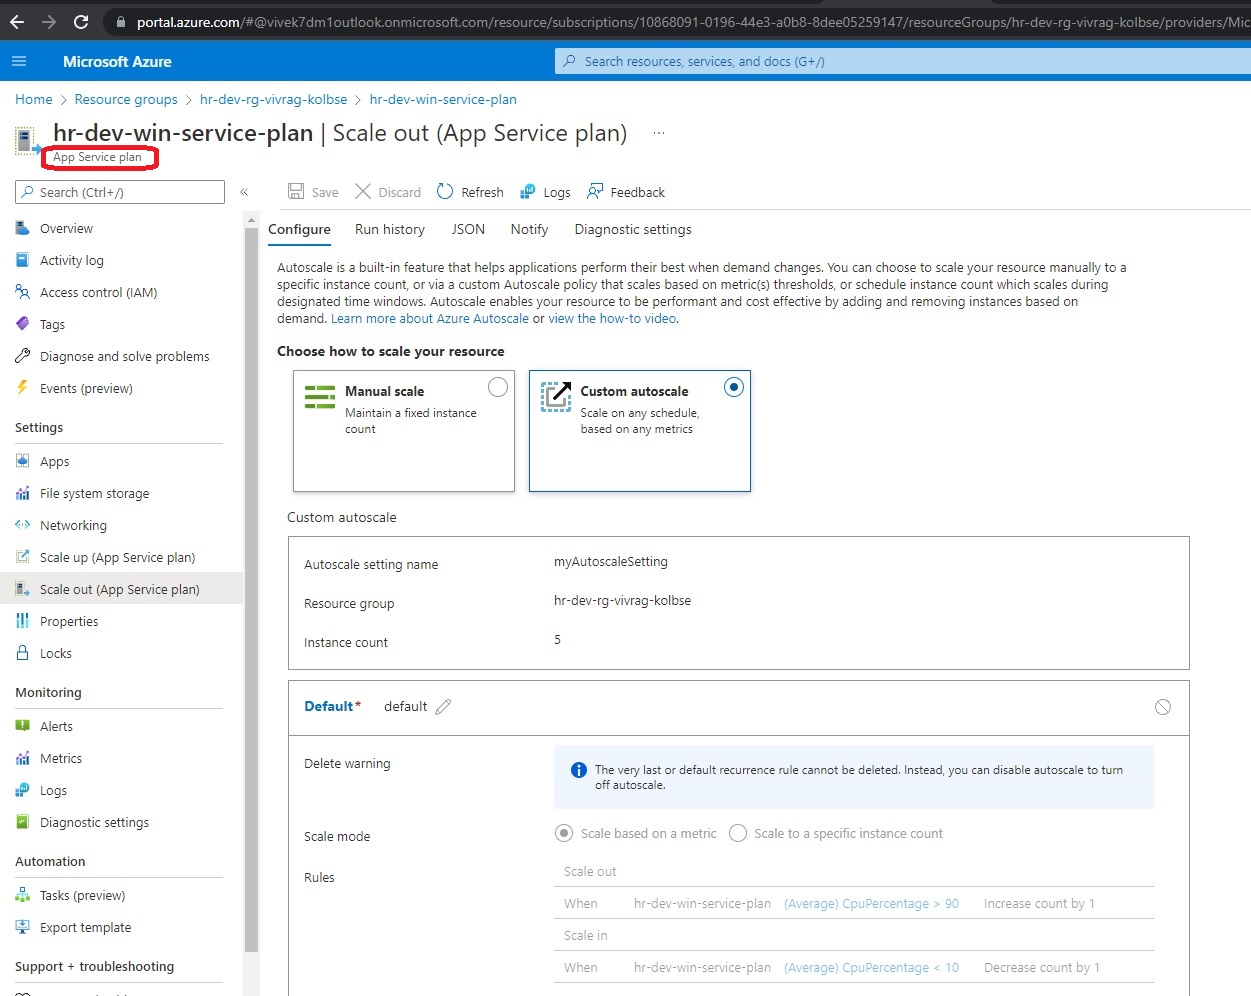 portal.azure.com/#@vivek7dm1outlook.onmicrosoft.com/resource/subscriptions/10868091-0196-44e3-a0b8-8dee05259147/resourceGroups/hr-dev-rg-vivrag-kolbse/providers/Mic
Microsoft Azure
Search resources, services, and docs (G+/)
Home > Resource groups > hr-dev-rg-vivrag-kolbse > hr-dev-win-service-plan
hr-dev-win-service-plan | Scale out (App Service plan) ...
App Service plan
Search (Ctrl+/)
«
Overview
Activity log
Access control (IAM)
Tags
Diagnose and solve problems
Events (preview)
Settings
Apps
File system storage
Networking
Scale up (App Service plan)
Scale out (App Service plan)
Properties
Locks
Monitoring
Alerts
Metrics
Logs
Diagnostic settings
Automation
Tasks (preview)
Export template
Support + troubleshooting
Save Discard Refresh Logs Feedback
Configure Run history JSON Notify Diagnostic settings
Autoscale is a built-in feature that helps applications perform their best when demand changes. You can choose to scale your resource manually to a
specific instance count, or via a custom Autoscale policy that scales based on metric(s) thresholds, or schedule instance count which scales during
designated time windows. Autoscale enables your resource to be performant and cost effective by adding and removing instances based on
demand. Learn more about Azure Autoscale or view the how-to video.
Choose how to scale your resource
Manual scale
Maintain a fixed instance
count
Custom autoscale
Scale on any schedule,
based on any metrics
Custom autoscale
Autoscale setting name myAutoscaleSetting
Resource group hr-dev-rg-vivrag-kolbse
Instance count 5
Default* default
Delete warning
The very last or default recurrence rule cannot be deleted. Instead, you can disable autoscale to turn
off autoscale.
Scale mode Scale based on a metric Scale to a specific instance count
Rules
Scale out
When hr-dev-win-service-plan (Average) CpuPercentage > 90 Increase count by 1
Scale in
When hr-dev-win-service-plan (Average) CpuPercentage < 10 Decrease count by 1